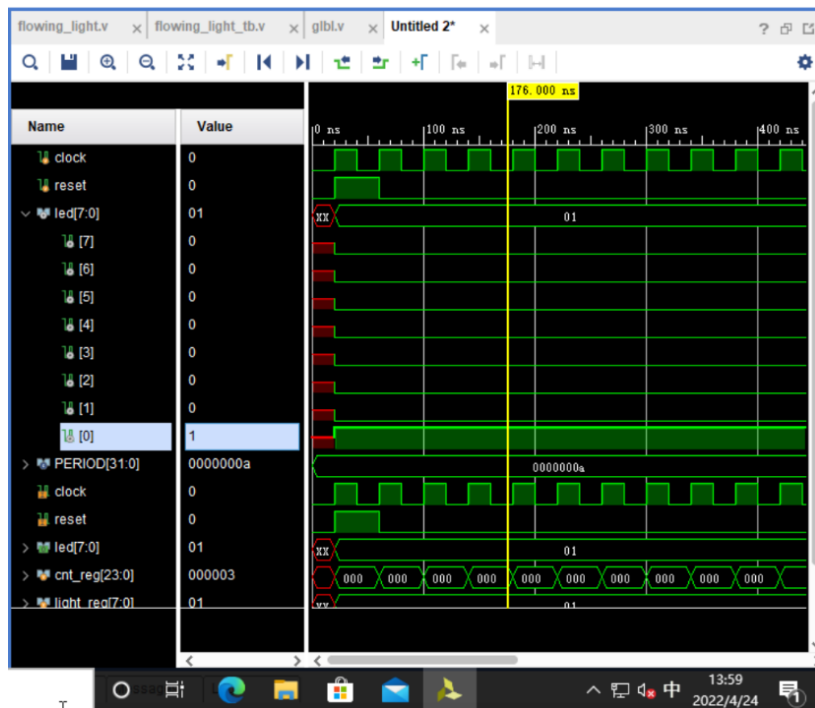 flowing_light.v × flowing_light_tb.v × glbl.v × Untitled 2* ×
176.000 ns
Name Value 0 ns 100 ns 200 ns 300 ns 400 ns
clock 0
reset 0
led[7:0] 01 XX 01
[7] 0
[6] 0
[5] 0
[4] 0
[3] 0
[2] 0
[1] 0
[0] 1
PERIOD[31:0] 0000000a 0000000a
clock 0
reset 0
led[7:0] 01 XX 01
cnt_reg[23:0] 000003 000 000 000 000 000 000 000 000 000 000
light_reg[7:0] 01 XX 01
中 13:59
2022/4/24 1